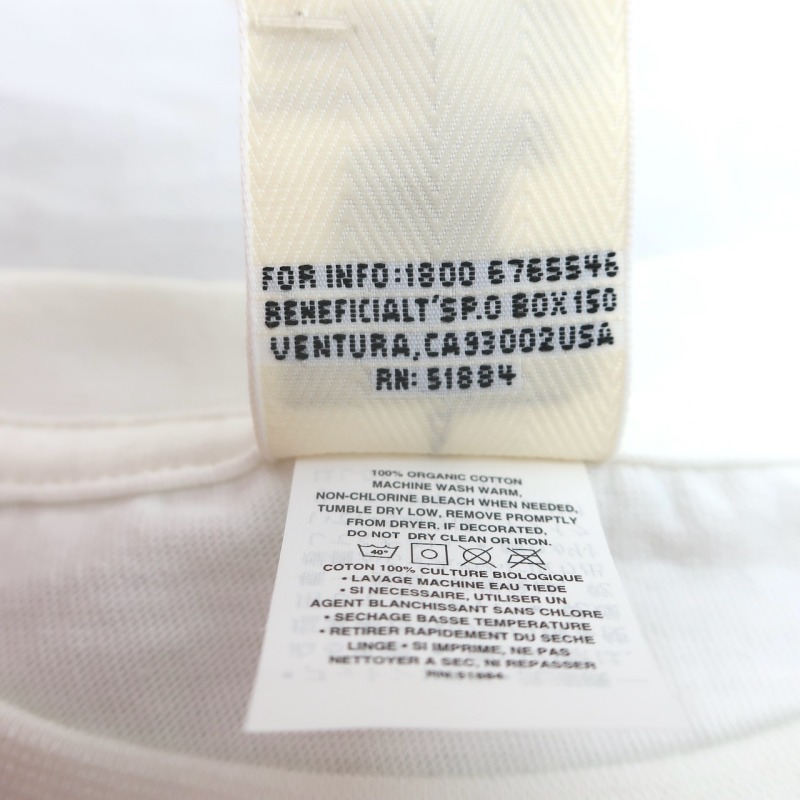 FOR INFO:1800 6765546
BENEFICIALT'S P.O BOX 150
VENTURA,CA93002USA
RN: 51884
100% ORGANIC COTTON
MACHINE WASH WARM,
NON-CHLORINE BLEACH WHEN NEEDED,
TUMBLE DRY LOW, REMOVE PROMPTLY
FROM DRYER. IF DECORATED,
DO NOT DRY CLEAN OR IRON.
40°
COTON 100% CULTURE BIOLOGIQUE
• LAVAGE MACHINE EAU TIEDE
• SI NECESSAIRE, UTILISER UN
AGENT BLANCHISSANT SANS CHLORE
• SECHAGE BASSE TEMPERATURE
• RETIRER RAPIDEMENT DU SECHE
LINGE • SI IMPRIME, NE PAS
NETTOYER A SEC, NI REPASSER
RN: 51884